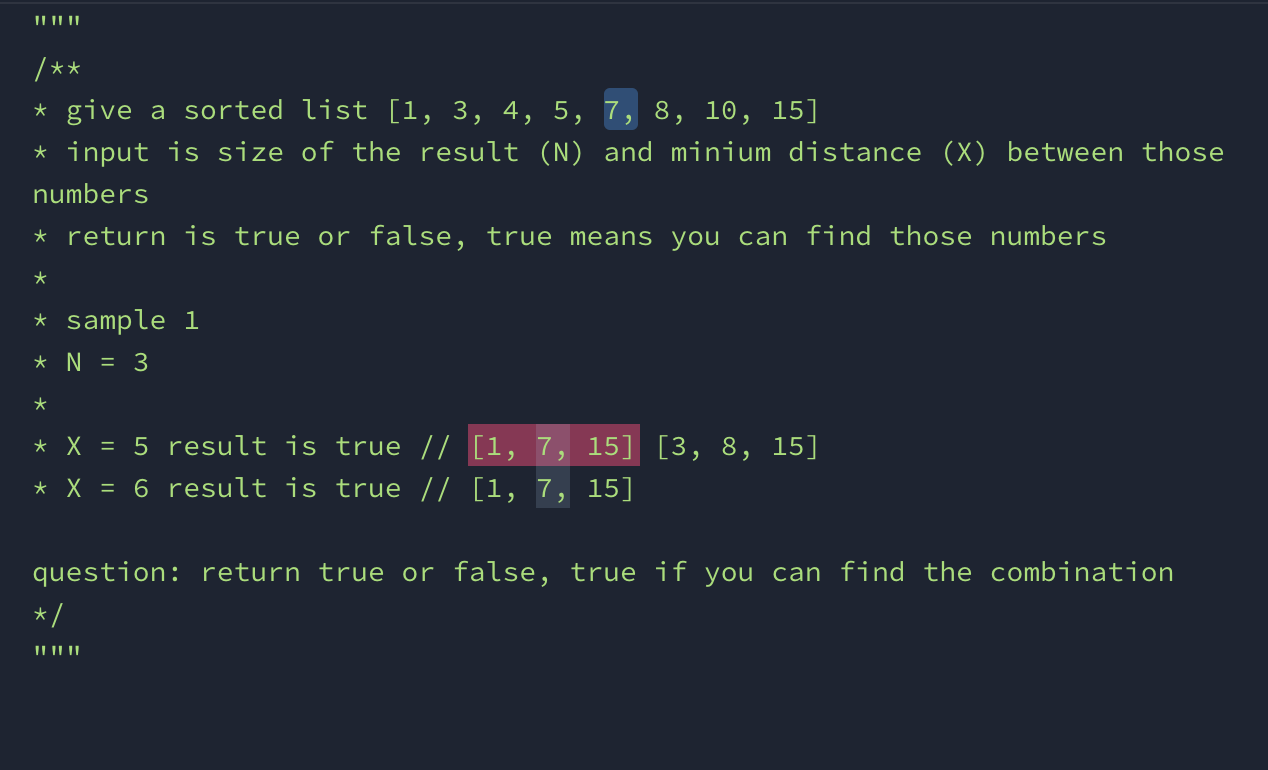 """
/**
* give a sorted list [1, 3, 4, 5, 7, 8, 10, 15]
* input is size of the result (N) and minium distance (X) between those
numbers
* return is true or false, true means you can find those numbers
*
* sample 1
* N = 3
*
* X = 5 result is true // [1, 7, 15] [3, 8, 15]
* X = 6 result is true // [1, 7, 15]
question: return true or false, true if you can find the combination
*/
"""